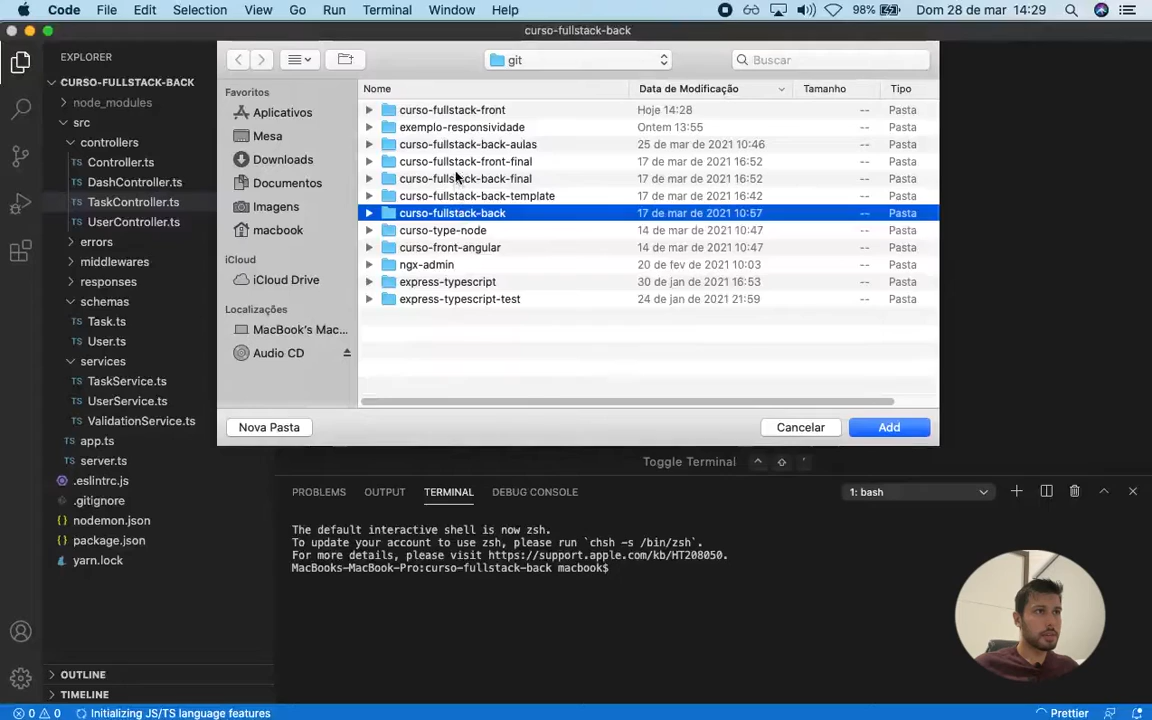 Code File Edit Selection View Go Run Terminal Window Help 98% Dom 28 de mar 14:29
curso-fullstack-back
EXPLORER
CURSO-FULLSTACK-BACK
node_modules
src
controllers
Controller.ts
DashController.ts
TaskController.ts
UserController.ts
errors
middlewares
responses
schemas
Task.ts
User.ts
services
TaskService.ts
UserService.ts
ValidationService.ts
app.ts
server.ts
.eslintrc.js
.gitignore
nodemon.json
package.json
yarn.lock
OUTLINE
TIMELINE
git
Buscar
Favoritos
Aplicativos
Mesa
Downloads
Documentos
Imagens
macbook
iCloud
iCloud Drive
Localizações
MacBook's Mac...
Audio CD
Nome Data de Modificação Tamanho Tipo
curso-fullstack-front Hoje 14:28 -- Pasta
exemplo-responsividade Ontem 13:55 -- Pasta
curso-fullstack-back-aulas 25 de mar de 2021 10:46 -- Pasta
curso-fullstack-front-final 17 de mar de 2021 16:52 -- Pasta
curso-fullstack-back-final 17 de mar de 2021 16:52 -- Pasta
curso-fullstack-back-template 17 de mar de 2021 16:42 -- Pasta
curso-fullstack-back 17 de mar de 2021 10:57 -- Pasta
curso-type-node 14 de mar de 2021 10:47 -- Pasta
curso-front-angular 14 de mar de 2021 10:47 -- Pasta
ngx-admin 20 de fev de 2021 10:03 -- Pasta
express-typescript 30 de jan de 2021 16:53 -- Pasta
express-typescript-test 24 de jan de 2021 21:59 -- Pasta
Nova Pasta Cancelar Add
Toggle Terminal ^ '
PROBLEMS OUTPUT TERMINAL DEBUG CONSOLE 1: bash
The default interactive shell is now zsh.
To update your account to use zsh, please run `chsh -s /bin/zsh`.
For more details, please visit https://support.apple.com/kb/HT208050.
MacBooks-MacBook-Pro:curso-fullstack-back macbook$
0 0 Initializing JS/TS language features Prettier